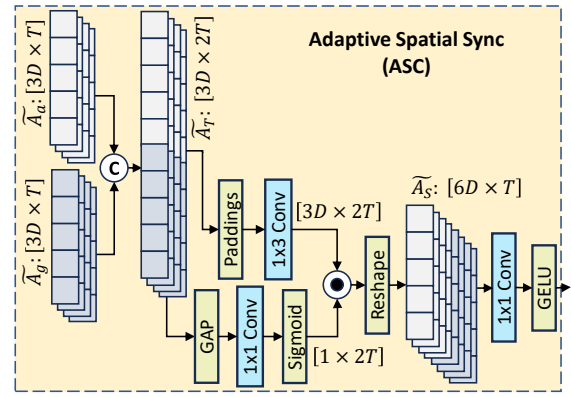 Adaptive Spatial Sync
(ASC)
Ã_a: [3D × T]
Ã_g: [3D × T]
C
Ã_T: [3D × 2T]
Paddings
1x3 Conv
[3D × 2T]
GAP
1x1 Conv
Sigmoid
[1 × 2T]
Reshape
Ã_S: [6D × T]
1x1 Conv
GELU